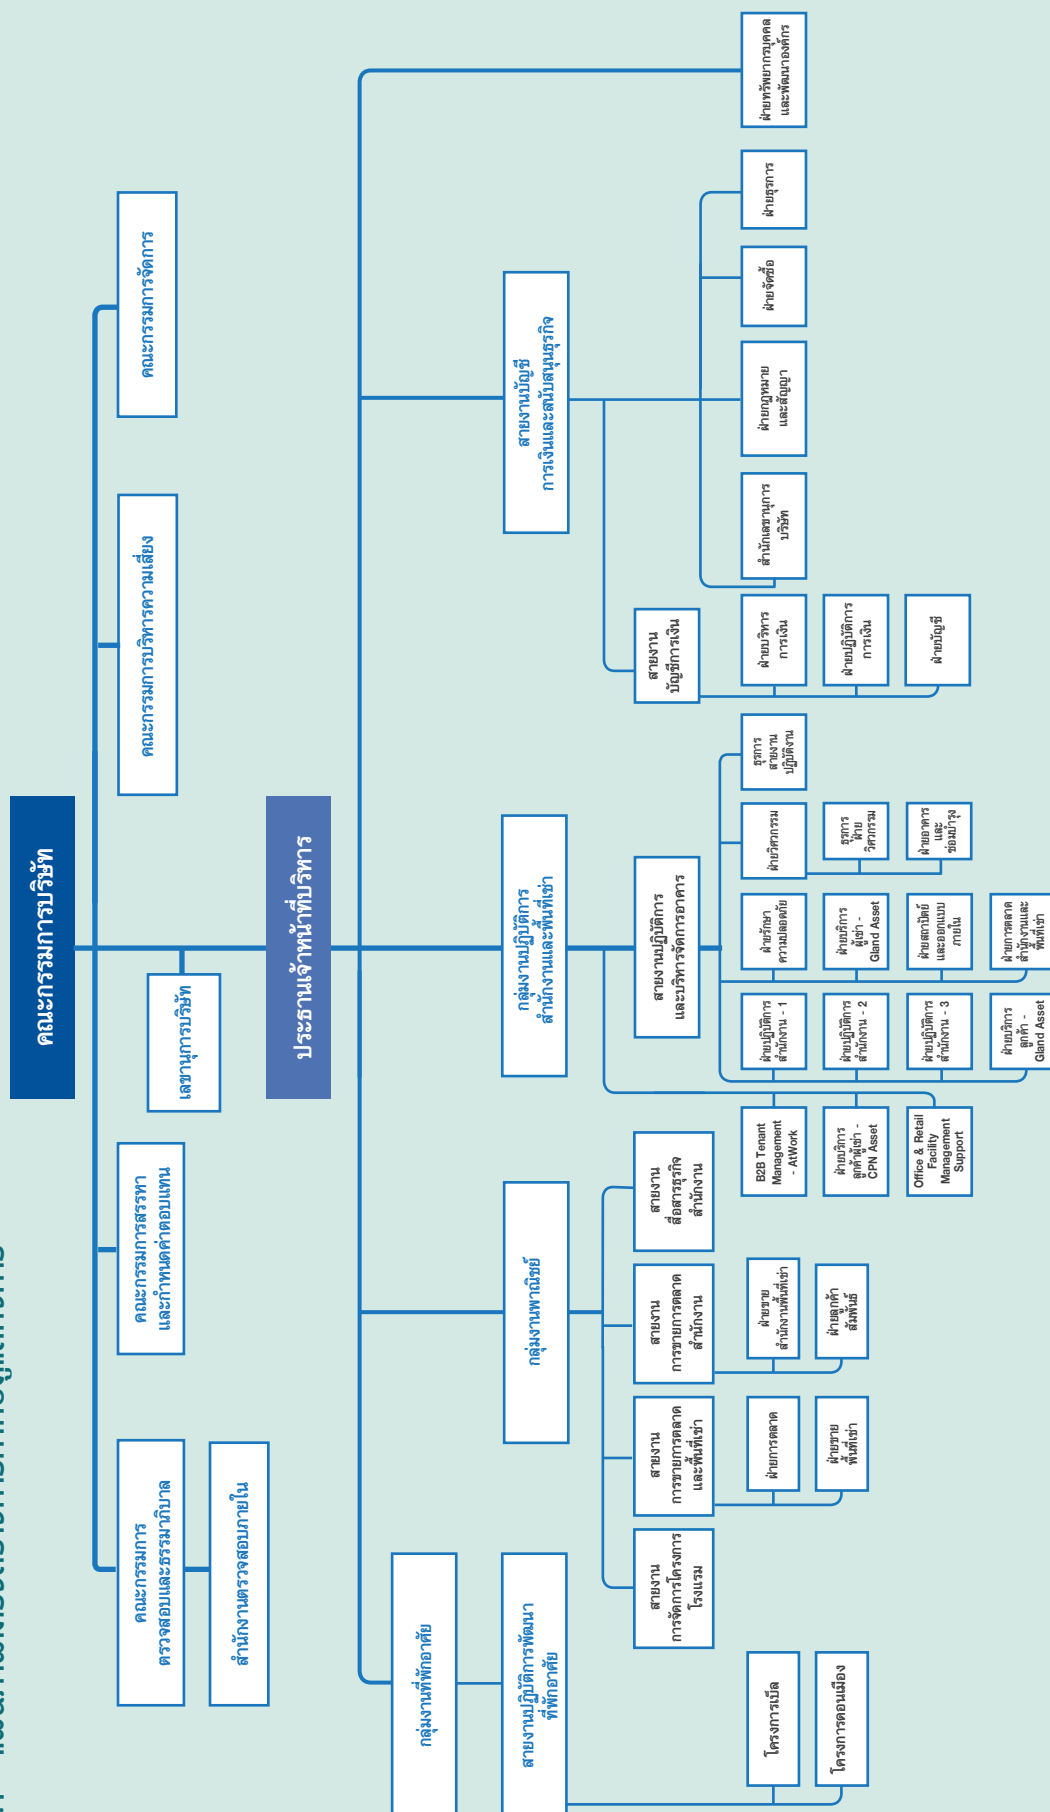 คณะกรรมการบริษัท
คณะกรรมการ
ตรวจสอบและธรรมาภิบาล
สำนักงานตรวจสอบภายใน
คณะกรรมการสรรหา
และกำหนดค่าตอบแทน
เลขานุการบริษัท
คณะกรรมการบริหารความเสี่ยง
คณะกรรมการจัดการ
ประธานเจ้าหน้าที่บริหาร
กลุ่มงานที่พักอาศัย
สายงานปฏิบัติการพัฒนา
ที่พักอาศัย
โครงการเบ็ล
โครงการดอนเมือง
กลุ่มงานพาณิชย์
สายงาน
การจัดการโครงการ
โรงแรม
สายงาน
การขายการตลาด
และพื้นที่เช่า
ฝ่ายการตลาด
ฝ่ายขาย
พื้นที่เช่า
สายงาน
การขายการตลาด
สำนักงาน
ฝ่ายขาย
สำนักงานพื้นที่เช่า
ฝ่ายลูกค้า
สัมพันธ์
สายงาน
สื่อสารธุรกิจ
สำนักงาน
กลุ่มงานปฏิบัติการ
สำนักงานและพื้นที่เช่า
B2B Tenant
Management
- AtWork
ฝ่ายบริการ
ลูกค้าผู้เช่า -
CPN Asset
Office & Retail
Facility
Management
Support
สายงานปฏิบัติการ
และบริหารจัดการอาคาร
ฝ่ายปฏิบัติการ
สำนักงาน - 1
ฝ่ายปฏิบัติการ
สำนักงาน - 2
ฝ่ายปฏิบัติการ
สำนักงาน - 3
ฝ่ายบริการ
ลูกค้า -
Gland Asset
ฝ่ายรักษา
ความปลอดภัย
ฝ่ายบริการ
ผู้เช่า -
Gland Asset
ฝ่ายสถาปัตย์
และออกแบบ
ภายใน
ฝ่ายการตลาด
สำนักงานและ
พื้นที่เช่า
ฝ่ายวิศวกรรม
ธุรการ
ฝ่าย
วิศวกรรม
ฝ่ายอาคาร
และ
ซ่อมบำรุง
ธุรการ
สายงาน
ปฏิบัติงาน
สายงานบัญชี
การเงินและสนับสนุนธุรกิจ
สายงาน
บัญชีการเงิน
ฝ่ายบริหาร
การเงิน
ฝ่ายปฏิบัติการ
การเงิน
ฝ่ายบัญชี
สำนักเลขานุการ
บริษัท
ฝ่ายกฎหมาย
และสัญญา
ฝ่ายจัดซื้อ
ฝ่ายธุรการ
ฝ่ายทรัพยากรบุคคล
และพัฒนาองค์กร